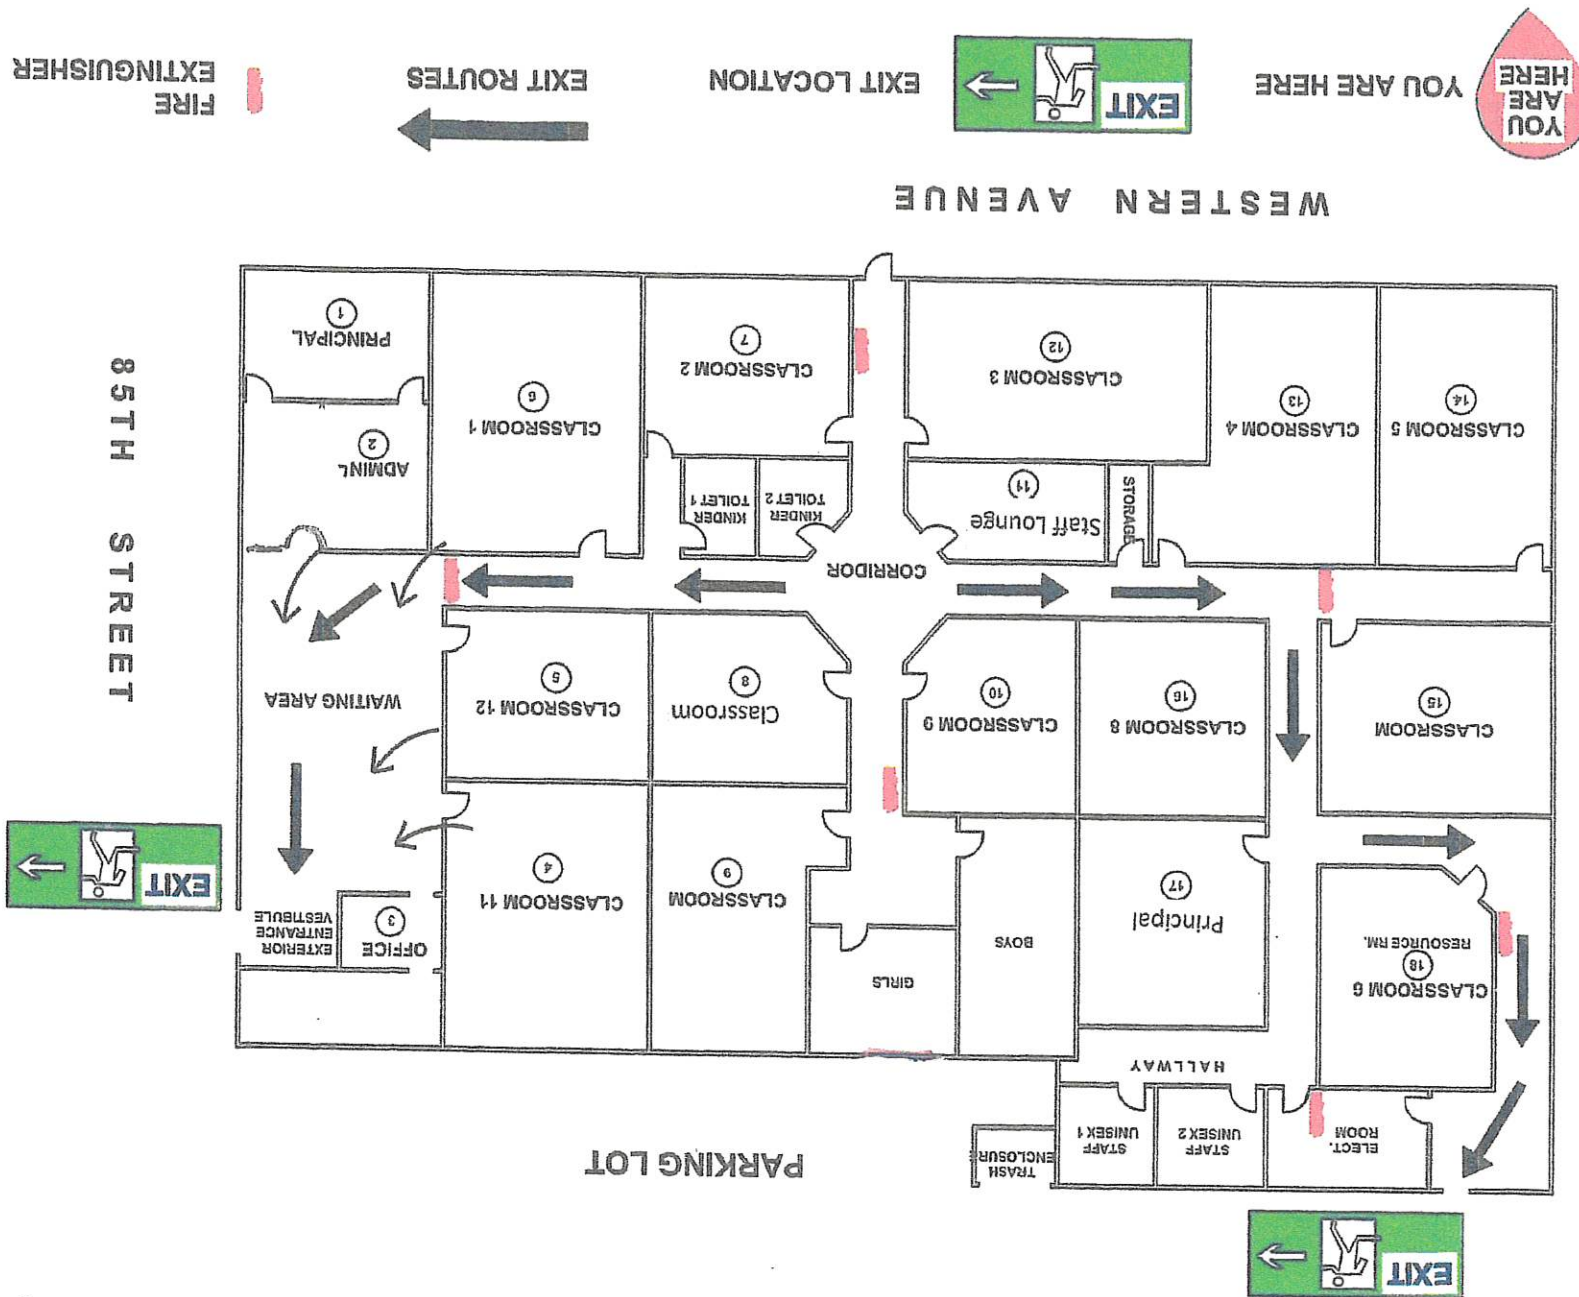 EXIT
PARKING LOT
TRASH
ENCLOSURE
STAFF
UNISEX 1
STAFF
UNISEX 2
ELECT.
ROOM
HALLWAY
CLASSROOM 6
18
RESOURCE RM.
Principal
17
BOYS
GIRLS
CLASSROOM
9
CLASSROOM 11
4
OFFICE
3
EXTERIOR
ENTRANCE
VESTIBULE
EXIT
CLASSROOM
15
CLASSROOM 8
16
CLASSROOM 9
10
Classroom
8
CLASSROOM 12
5
WAITING AREA
85TH STREET
CORRIDOR
CLASSROOM 5
14
CLASSROOM 4
13
STORAGE
Staff Lounge
11
CLASSROOM 3
12
KINDER
TOILET 2
KINDER
TOILET 1
CLASSROOM 2
7
CLASSROOM 1
6
ADMIN'L
2
PRINCIPAL
1
WESTERN AVENUE
YOU
ARE
HERE
YOU ARE HERE
EXIT
EXIT LOCATION
EXIT ROUTES
FIRE
EXTINGUISHER